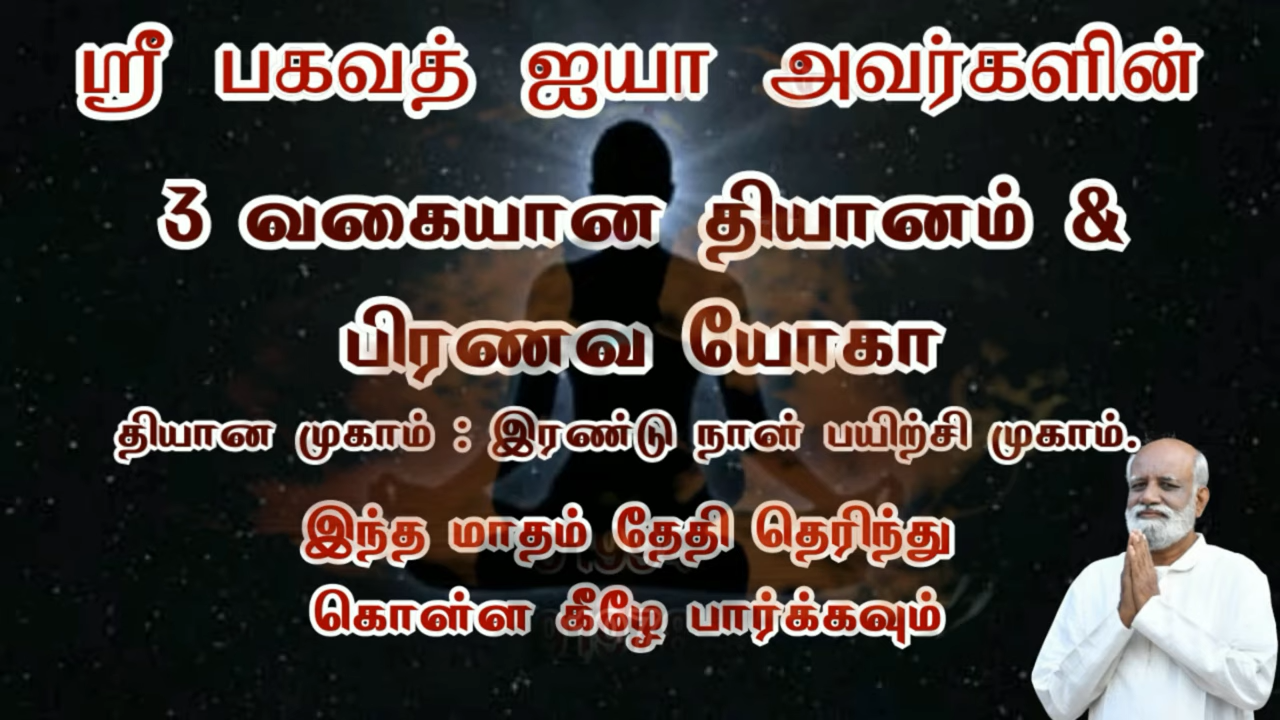 ஸ்ரீ பகவத் ஐயா அவர்களின்
3 வகையான தியானம் &
பிரணவ யோகா
தியான முகாம் : இரண்டு நாள் பயிற்சி முகாம்.
இந்த மாதம் தேதி தெரிந்து
கொள்ள கீழே பார்க்கவும்